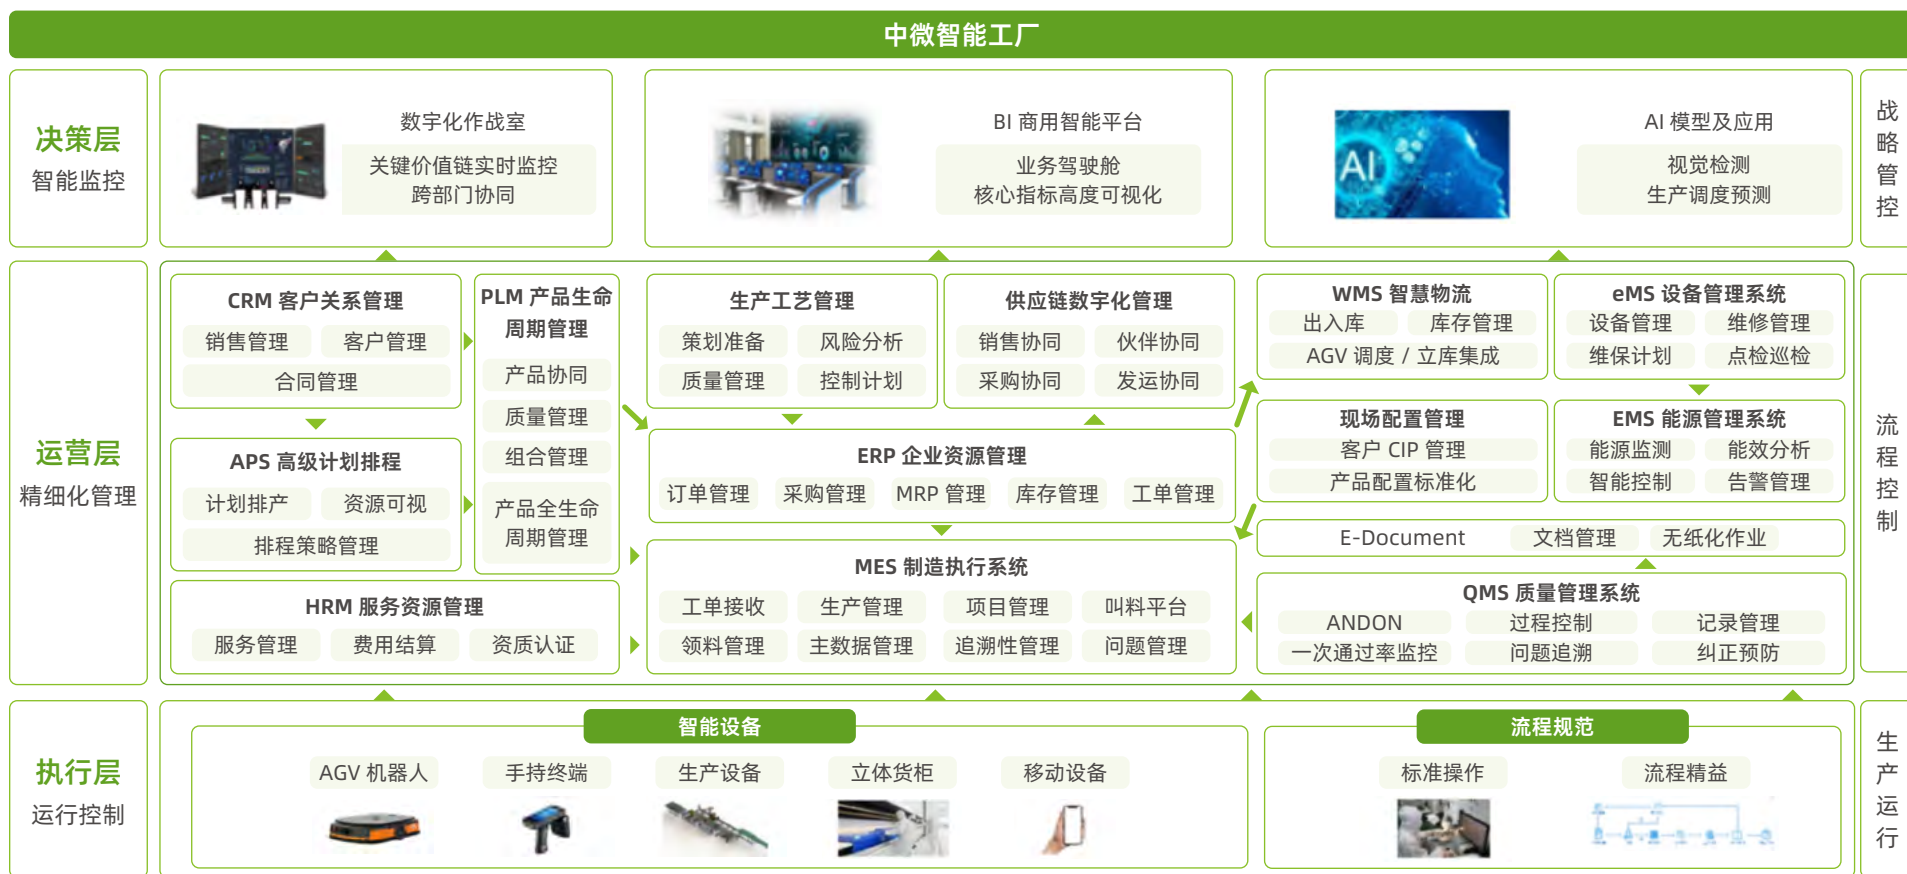 中微智能工厂
决策层
智能监控
数字化作战室
关键价值链实时监控
跨部门协同
BI 商用智能平台
业务驾驶舱
核心指标高度可视化
AI
AI 模型及应用
视觉检测
生产调度预测
战略管控
运营层
精细化管理
CRM 客户关系管理
销售管理 客户管理
合同管理
APS 高级计划排程
计划排产 资源可视
排程策略管理
PLM 产品生命
周期管理
产品协同
质量管理
组合管理
产品全生命
周期管理
HRM 服务资源管理
服务管理 费用结算 资质认证
生产工艺管理
策划准备 风险分析
质量管理 控制计划
供应链数字化管理
销售协同 伙伴协同
采购协同 发运协同
ERP 企业资源管理
订单管理 采购管理 MRP 管理 库存管理 工单管理
MES 制造执行系统
工单接收 生产管理 项目管理 叫料平台
领料管理 主数据管理 追溯性管理 问题管理
WMS 智慧物流
出入库 库存管理
AGV 调度 / 立库集成
eMS 设备管理系统
设备管理 维修管理
维保计划 点检巡检
现场配置管理
客户 CIP 管理
产品配置标准化
EMS 能源管理系统
能源监测 能效分析
智能控制 告警管理
E-Document 文档管理 无纸化作业
QMS 质量管理系统
ANDON 过程控制 记录管理
一次通过率监控 问题追溯 纠正预防
流程控制
执行层
运行控制
智能设备
AGV 机器人 手持终端 生产设备 立体货柜 移动设备
流程规范
标准操作 流程精益
生产运行